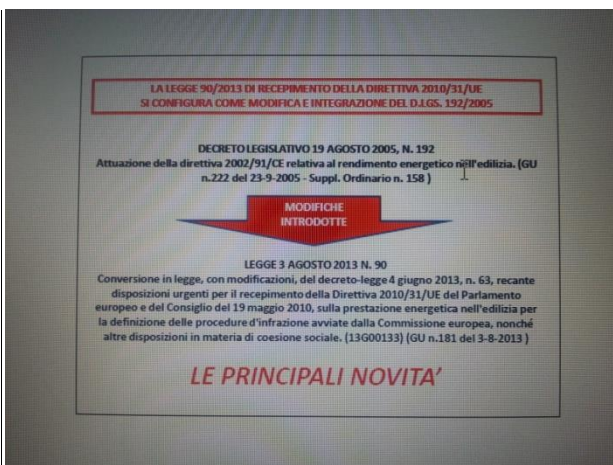 LA LEGGE 90/2013 DI RECEPIMENTO DELLA DIRETTIVA 2010/31/UE
SI CONFIGURA COME MODIFICA E INTEGRAZIONE DEL D.LGS. 192/2005
DECRETO LEGISLATIVO 19 AGOSTO 2005, N. 192
Attuazione della direttiva 2002/91/CE relativa al rendimento energetico nell'edilizia. (GU
n.222 del 23-9-2005 - Suppl. Ordinario n. 158 )
MODIFICHE
INTRODOTTE
LEGGE 3 AGOSTO 2013 N. 90
Conversione in legge, con modificazioni, del decreto-legge 4 giugno 2013, n. 63, recante
disposizioni urgenti per il recepimento della Direttiva 2010/31/UE del Parlamento
europeo e del Consiglio del 19 maggio 2010, sulla prestazione energetica nell'edilizia per
la definizione delle procedure d'infrazione avviate dalla Commissione europea, nonché
altre disposizioni in materia di coesione sociale. (13G00133) (GU n.181 del 3-8-2013 )
LE PRINCIPALI NOVITA'